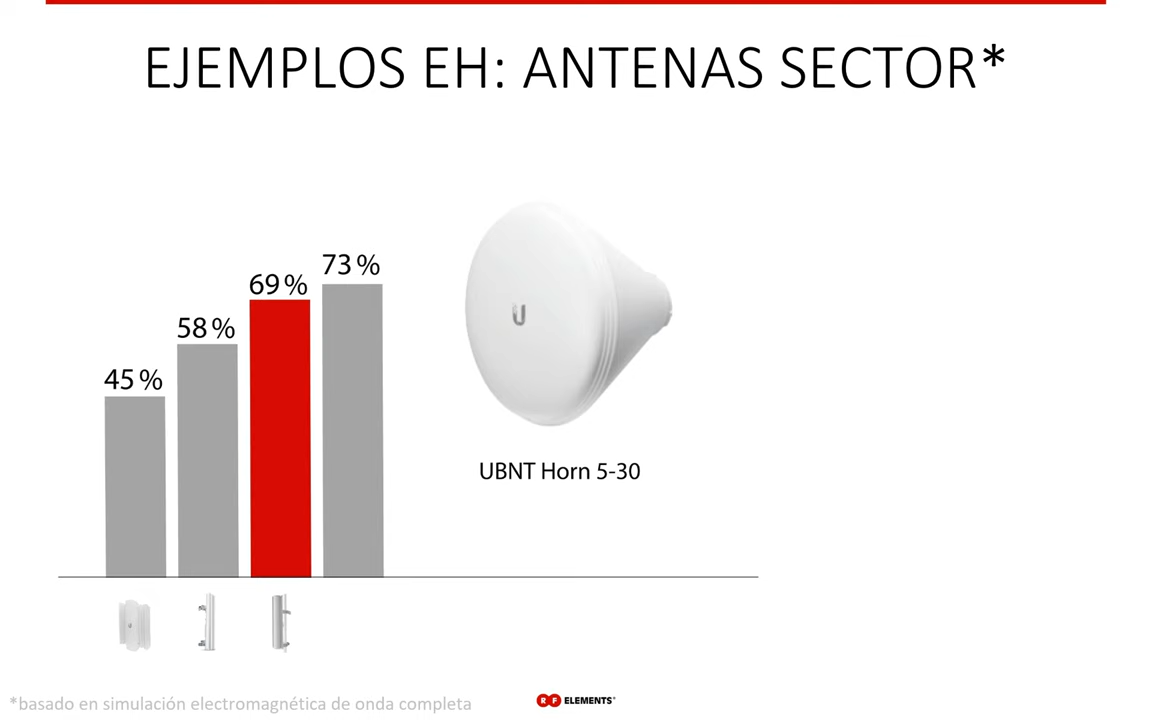 EJEMPLOS EH: ANTENAS SECTOR*
73 %
69 %
58 %
45 %
U
UBNT Horn 5-30
*basado en simulación electromagnética de onda completa
RF ELEMENTS®